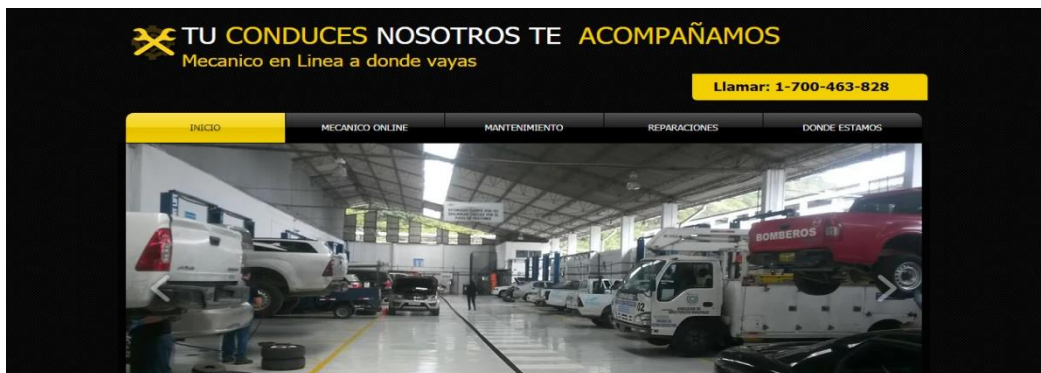 TU CONDUCES NOSOTROS TE ACOMPAÑAMOS
Mecanico en Linea a donde vayas
Llamar: 1-700-463-828
INICIO MECANICO ONLINE MANTENIMIENTO REPARACIONES DONDE ESTAMOS
BOMBEROS
02